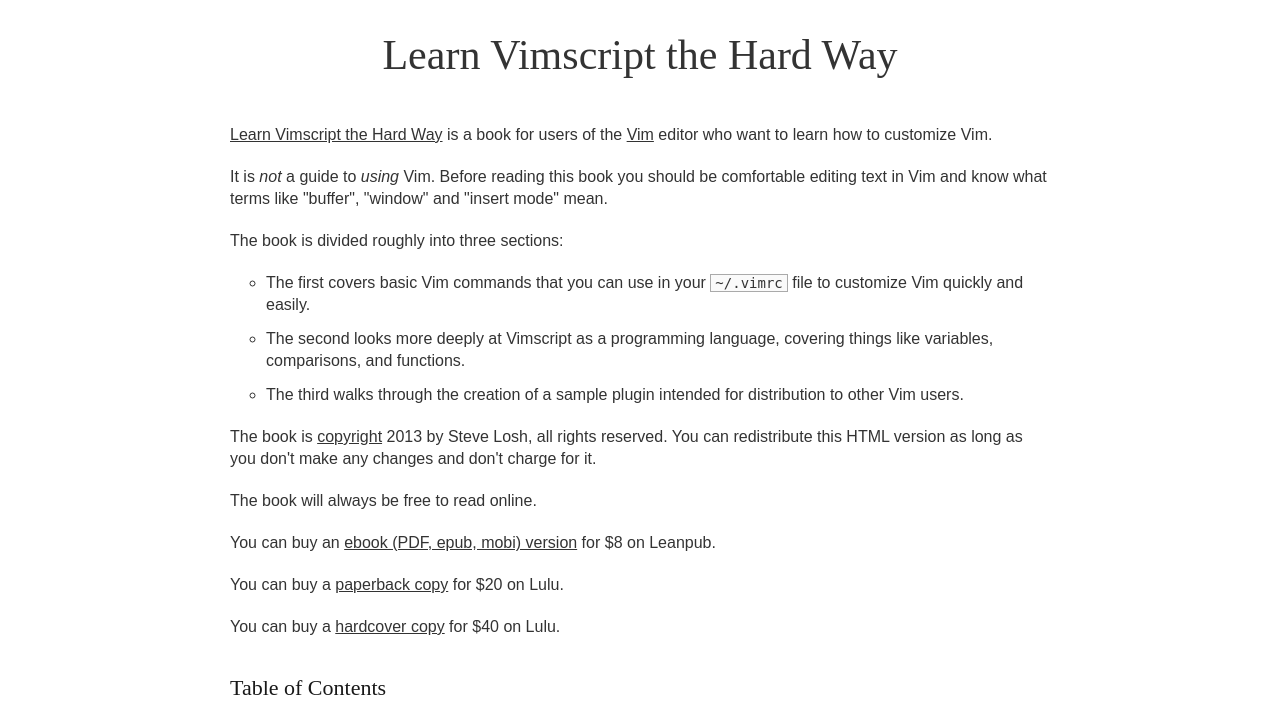 Learn Vimscript the Hard Way
Learn Vimscript the Hard Way is a book for users of the Vim editor who want to learn how to customize Vim.
It is not a guide to using Vim. Before reading this book you should be comfortable editing text in Vim and know what
terms like "buffer", "window" and "insert mode" mean.
The book is divided roughly into three sections:
The first covers basic Vim commands that you can use in your ~/.vimrc file to customize Vim quickly and
easily.
The second looks more deeply at Vimscript as a programming language, covering things like variables,
comparisons, and functions.
The third walks through the creation of a sample plugin intended for distribution to other Vim users.
The book is copyright 2013 by Steve Losh, all rights reserved. You can redistribute this HTML version as long as
you don't make any changes and don't charge for it.
The book will always be free to read online.
You can buy an ebook (PDF, epub, mobi) version for $8 on Leanpub.
You can buy a paperback copy for $20 on Lulu.
You can buy a hardcover copy for $40 on Lulu.
Table of Contents